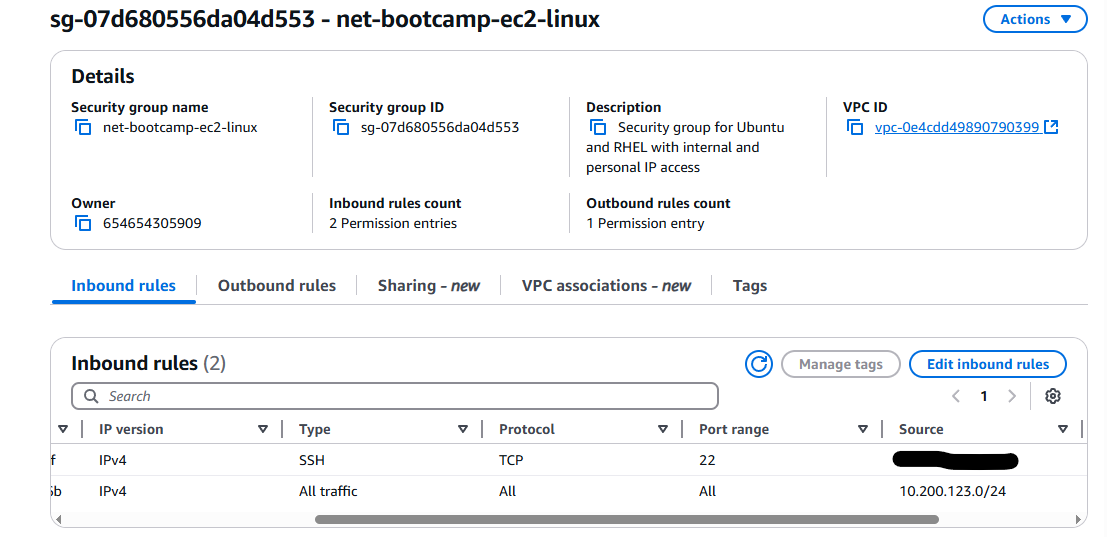 sg-07d680556da04d553 - net-bootcamp-ec2-linux
Actions
Details
Security group name
net-bootcamp-ec2-linux
Security group ID
sg-07d680556da04d553
Description
Security group for Ubuntu
and RHEL with internal and
personal IP access
VPC ID
vpc-0e4cdd49890790399
Owner
654654305909
Inbound rules count
2 Permission entries
Outbound rules count
1 Permission entry
Inbound rules
Outbound rules
Sharing - new
VPC associations - new
Tags
Inbound rules (2)
Manage tags
Edit inbound rules
Search
1
IP version Type Protocol Port range Source
f IPv4 SSH TCP 22
b IPv4 All traffic All All 10.200.123.0/24